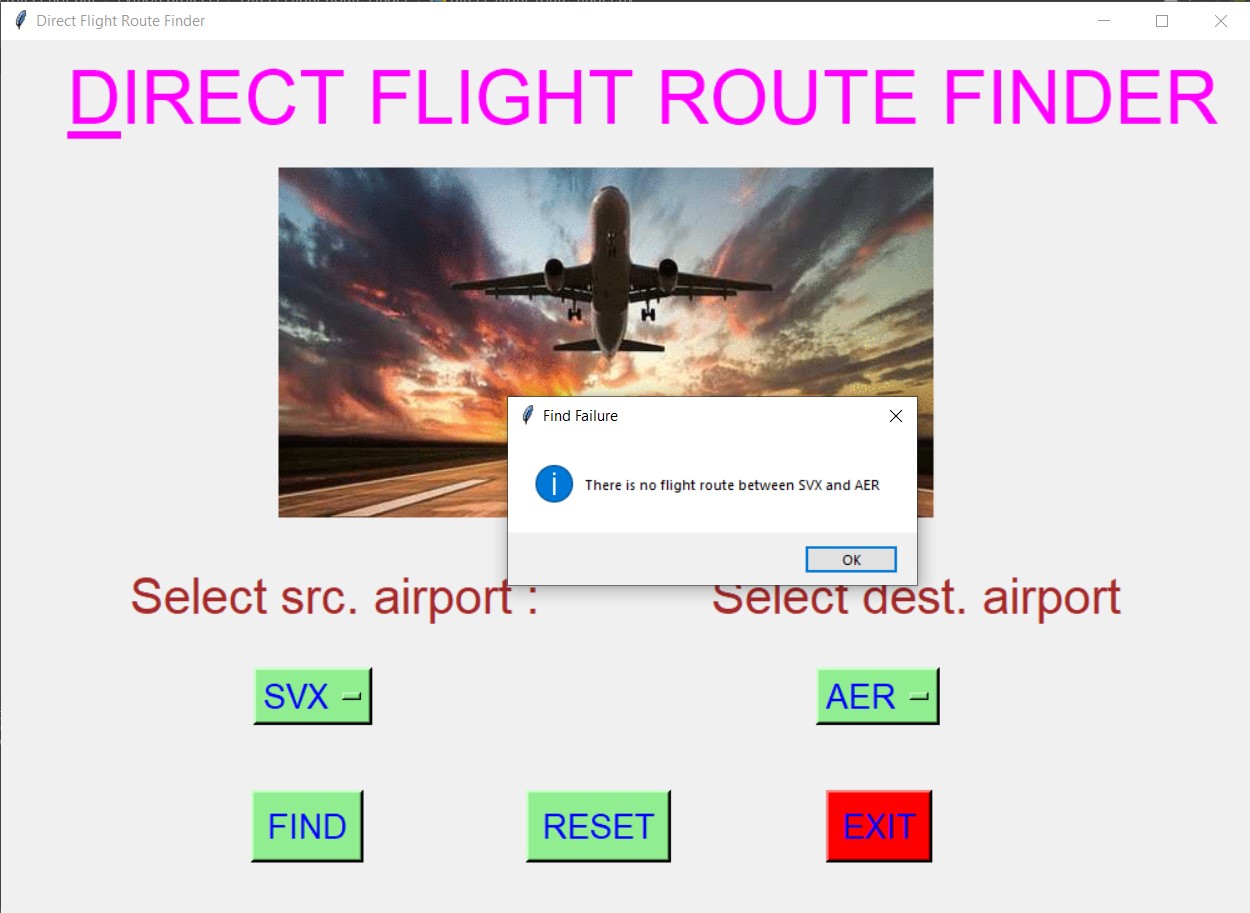 Direct Flight Route Finder
DIRECT FLIGHT ROUTE FINDER
Find Failure
There is no flight route between SVX and AER
OK
Select src. airport :
Select dest. airport
SVX
AER
FIND
RESET
EXIT